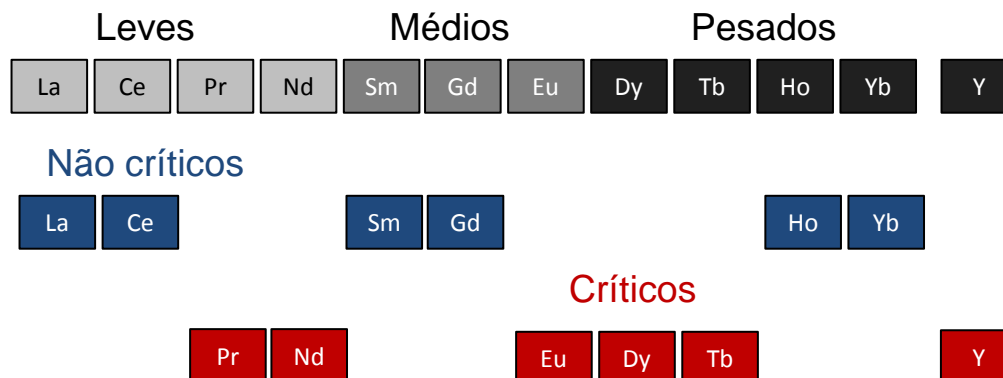 Leves Médios Pesados
La Ce Pr Nd Sm Gd Eu Dy Tb Ho Yb Y
Não críticos
La Ce Sm Gd Ho Yb
Críticos
Pr Nd Eu Dy Tb Y